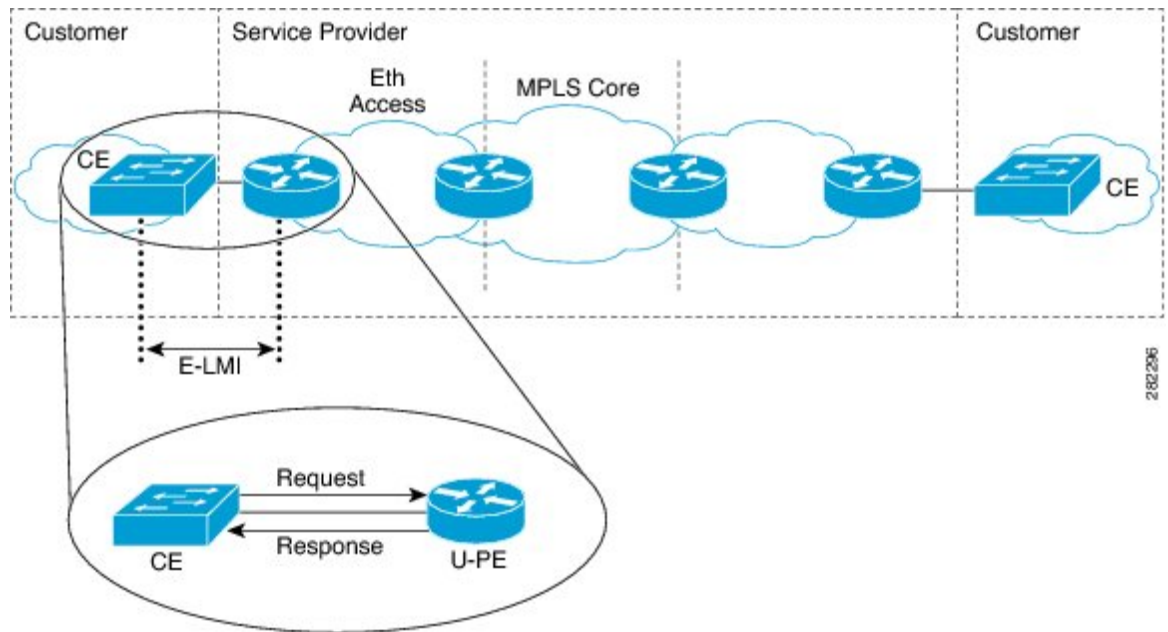 Customer
Service Provider
Customer
Eth
Access
MPLS Core
CE
CE
E-LMI
282296
Request
Response
CE
U-PE